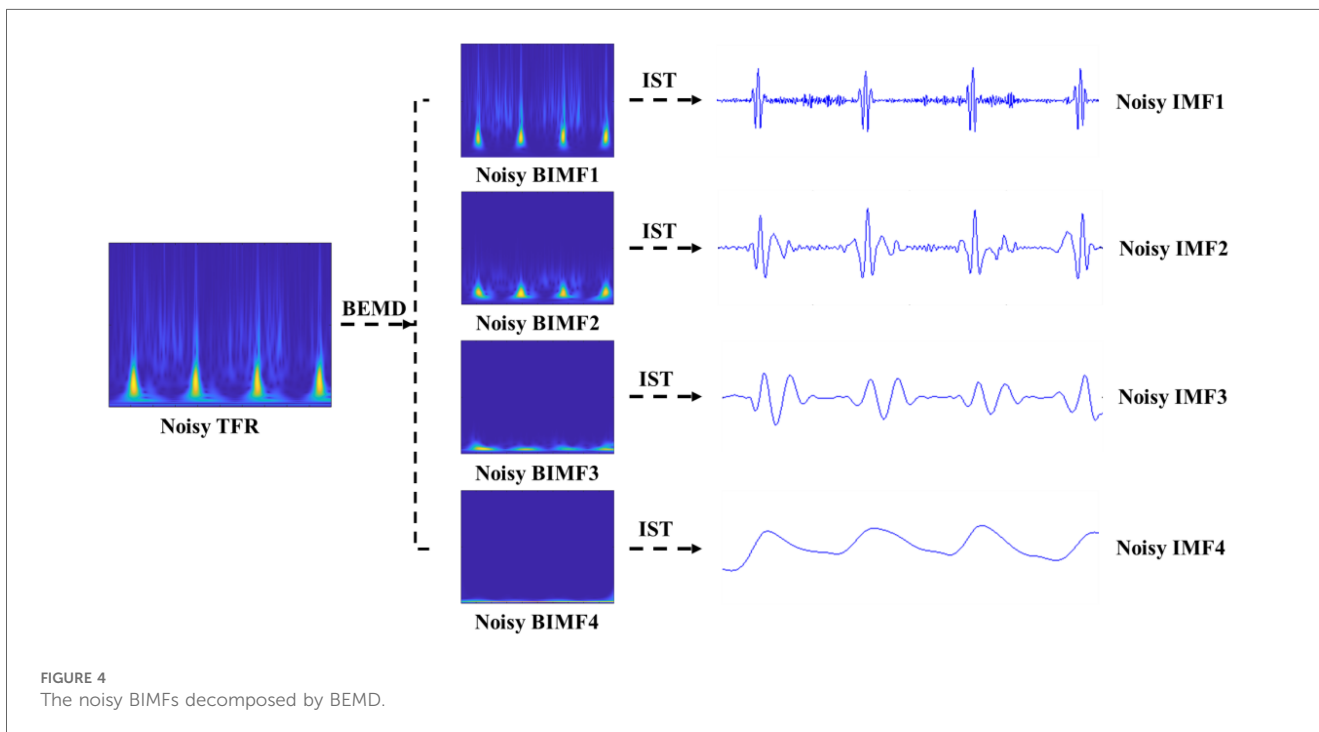 IST
Noisy IMF1
Noisy BIMF1
IST
Noisy IMF2
BEMD
Noisy BIMF2
IST
Noisy IMF3
Noisy TFR
Noisy BIMF3
IST
Noisy IMF4
Noisy BIMF4
FIGURE 4
The noisy BIMFs decomposed by BEMD.